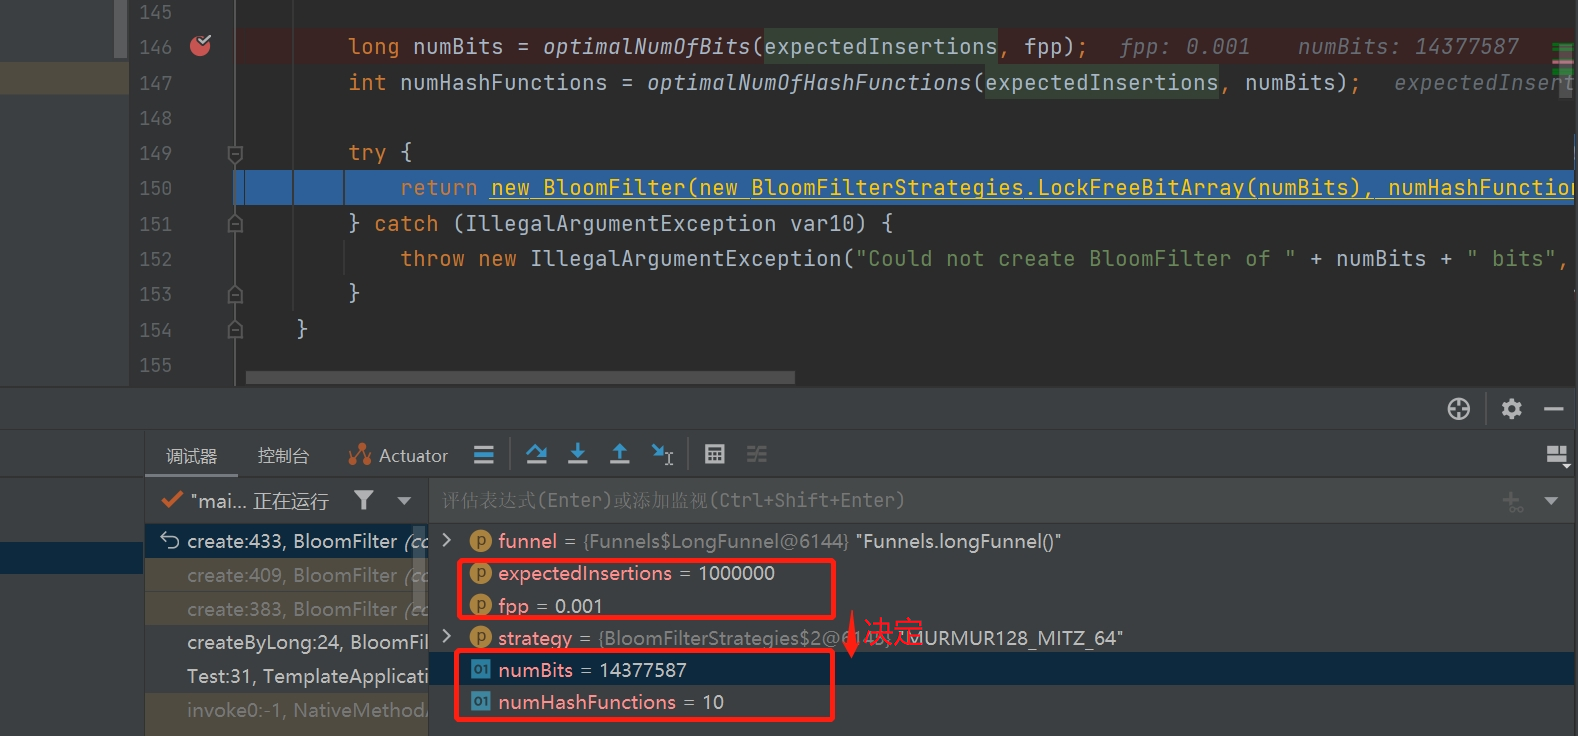 145
146 long numBits = optimalNumOfBits(expectedInsertions, fpp); fpp: 0.001 numBits: 14377587
147 int numHashFunctions = optimalNumOfHashFunctions(expectedInsertions, numBits); expectedInsert
148
149 try {
150 return new BloomFilter(new BloomFilterStrategies.LockFreeBitArray(numBits), numHashFunction
151 } catch (IllegalArgumentException var10) {
152 throw new IllegalArgumentException("Could not create BloomFilter of " + numBits + " bits",
153 }
154 }
155
调试器 控制台 Actuator
"mai... 正在运行 评估表达式(Enter)或添加监视(Ctrl+Shift+Enter)
create:433, BloomFilter (co
create:409, BloomFilter (co
create:383, BloomFilter (co
createByLong:24, BloomFil
Test:31, TemplateApplicati
invoke0:-1, NativeMethodA
p funnel = {Funnels$LongFunnel@6144} "Funnels.longFunnel()"
p expectedInsertions = 1000000
p fpp = 0.001
p strategy = {BloomFilterStrategies$2@614 "MURMUR128_MITZ_64"
决定
01 numBits = 14377587
01 numHashFunctions = 10